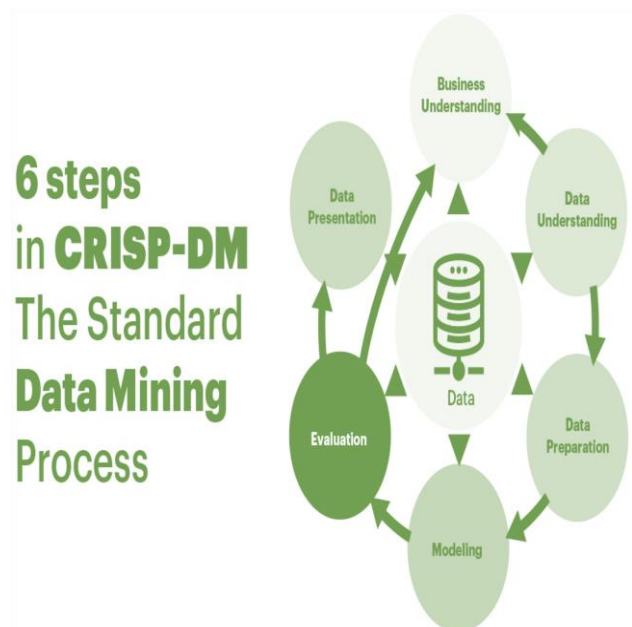 6 steps
in CRISP-DM
The Standard
Data Mining
Process
Business
Understanding
Data
Understanding
Data
Preparation
Modeling
Evaluation
Data
Presentation
Data